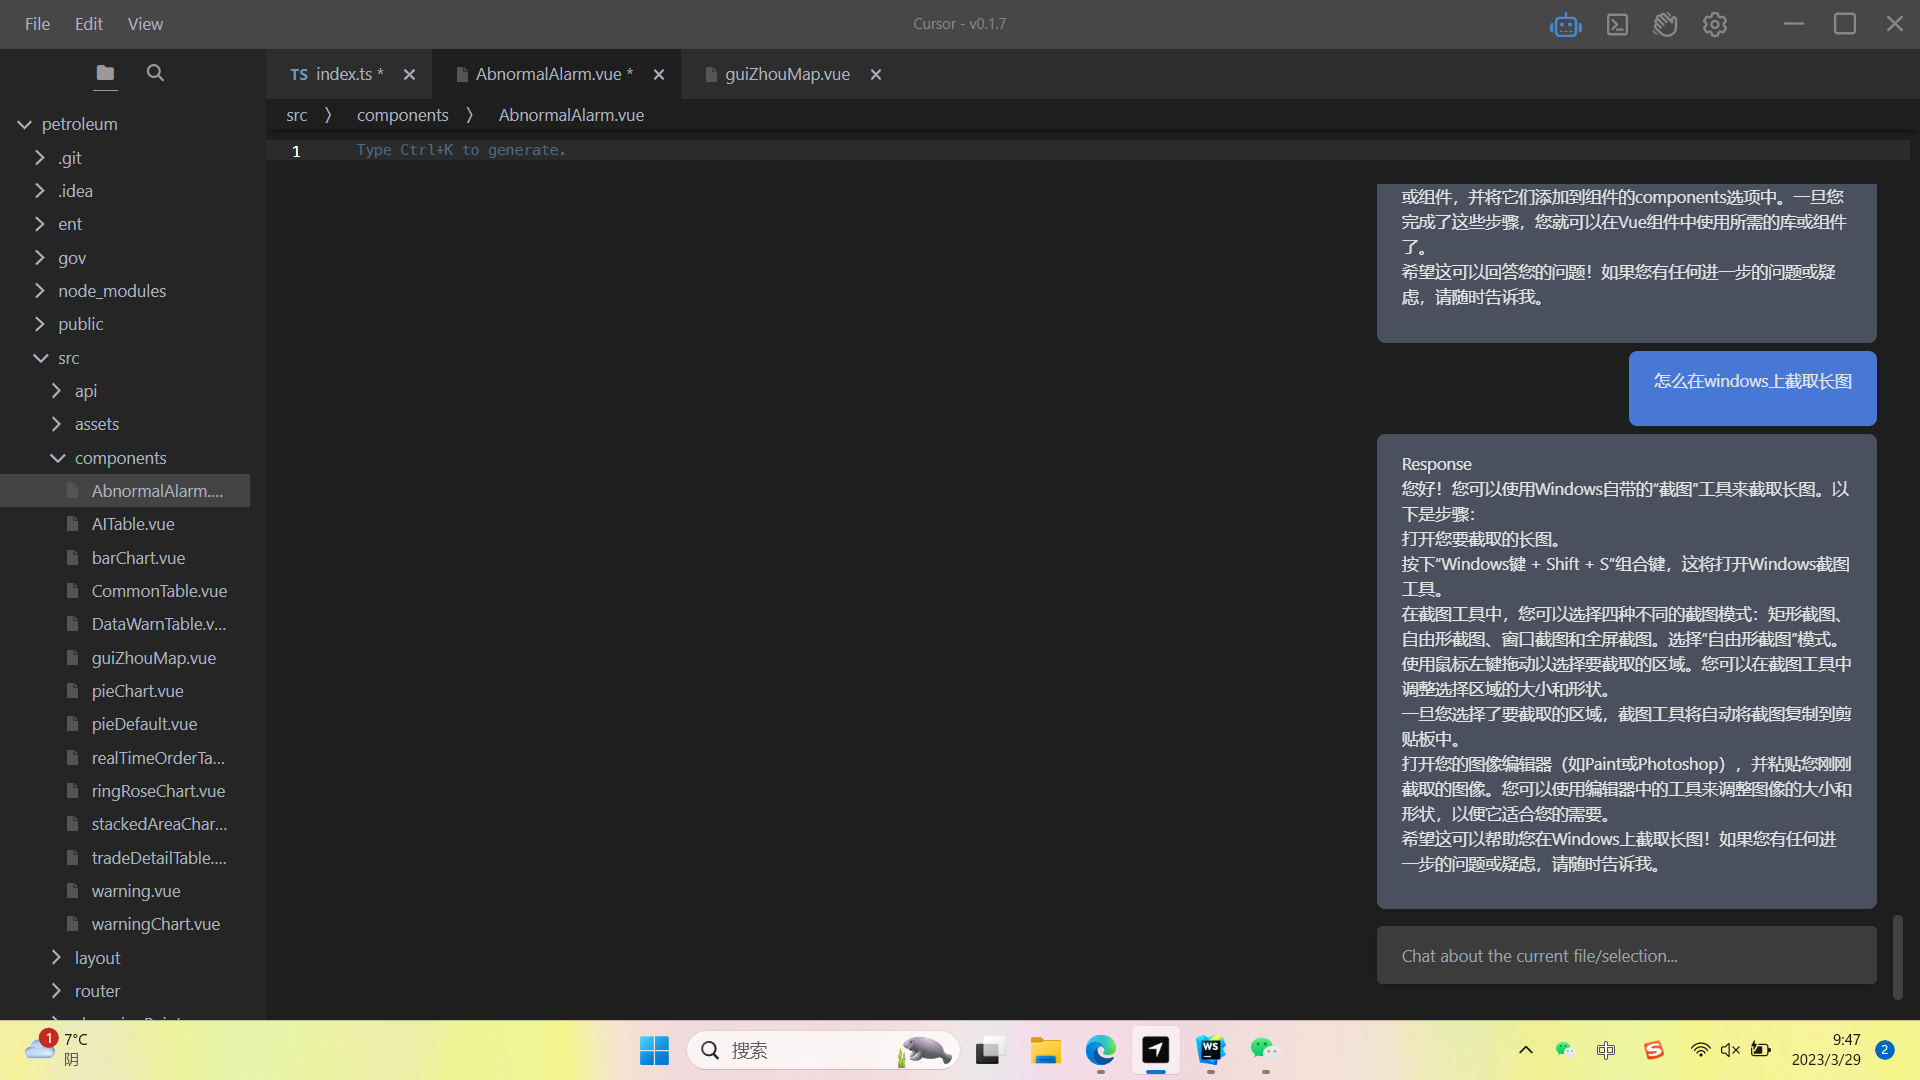 File Edit View
Cursor - v0.1.7
TS index.ts *
AbnormalAlarm.vue *
guiZhouMap.vue
src 〉 components 〉 AbnormalAlarm.vue
petroleum
.git
.idea
ent
gov
node_modules
public
src
api
assets
components
AbnormalAlarm....
AITable.vue
barChart.vue
CommonTable.vue
DataWarnTable.v...
guiZhouMap.vue
pieChart.vue
pieDefault.vue
realTimeOrderTa...
ringRoseChart.vue
stackedAreaChar...
tradeDetailTable....
warning.vue
warningChart.vue
layout
router
1 Type Ctrl+K to generate.
或组件，并将它们添加到组件的components选项中。一旦您
完成了这些步骤，您就可以在Vue组件中使用所需的库或组件
了。
希望这可以回答您的问题！如果您有任何进一步的问题或疑
虑，请随时告诉我。
怎么在windows上截取长图
Response
您好！您可以使用Windows自带的“截图”工具来截取长图。以
下是步骤：
打开您要截取的长图。
按下“Windows键 + Shift + S”组合键，这将打开Windows截图
工具。
在截图工具中，您可以选择四种不同的截图模式：矩形截图、
自由形截图、窗口截图和全屏截图。选择“自由形截图”模式。
使用鼠标左键拖动以选择要截取的区域。您可以在截图工具中
调整选择区域的大小和形状。
一旦您选择了要截取的区域，截图工具将自动将截图复制到剪
贴板中。
打开您的图像编辑器（如Paint或Photoshop），并粘贴您刚刚
截取的图像。您可以使用编辑器中的工具来调整图像的大小和
形状，以便它适合您的需要。
希望这可以帮助您在Windows上截取长图！如果您有任何进
一步的问题或疑虑，请随时告诉我。
Chat about the current file/selection...
1
7°C
阴
搜索
WS
中
S
9:47
2023/3/29
2